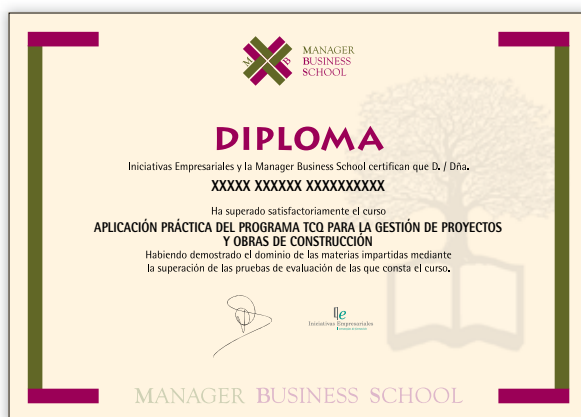 M B
MANAGER
BUSINESS
SCHOOL
DIPLOMA
Iniciativas Empresariales y la Manager Business School certifican que D. / Dña.
XXXXX XXXXXX XXXXXXXXXX
Ha superado satisfactoriamente el curso
APLICACIÓN PRÁCTICA DEL PROGRAMA TCQ PARA LA GESTIÓN DE PROYECTOS
Y OBRAS DE CONSTRUCCIÓN
Habiendo demostrado el dominio de las materias impartidas mediante
la superación de las pruebas de evaluación de las que consta el curso.
Iniciativas Empresariales
MANAGER BUSINESS SCHOOL